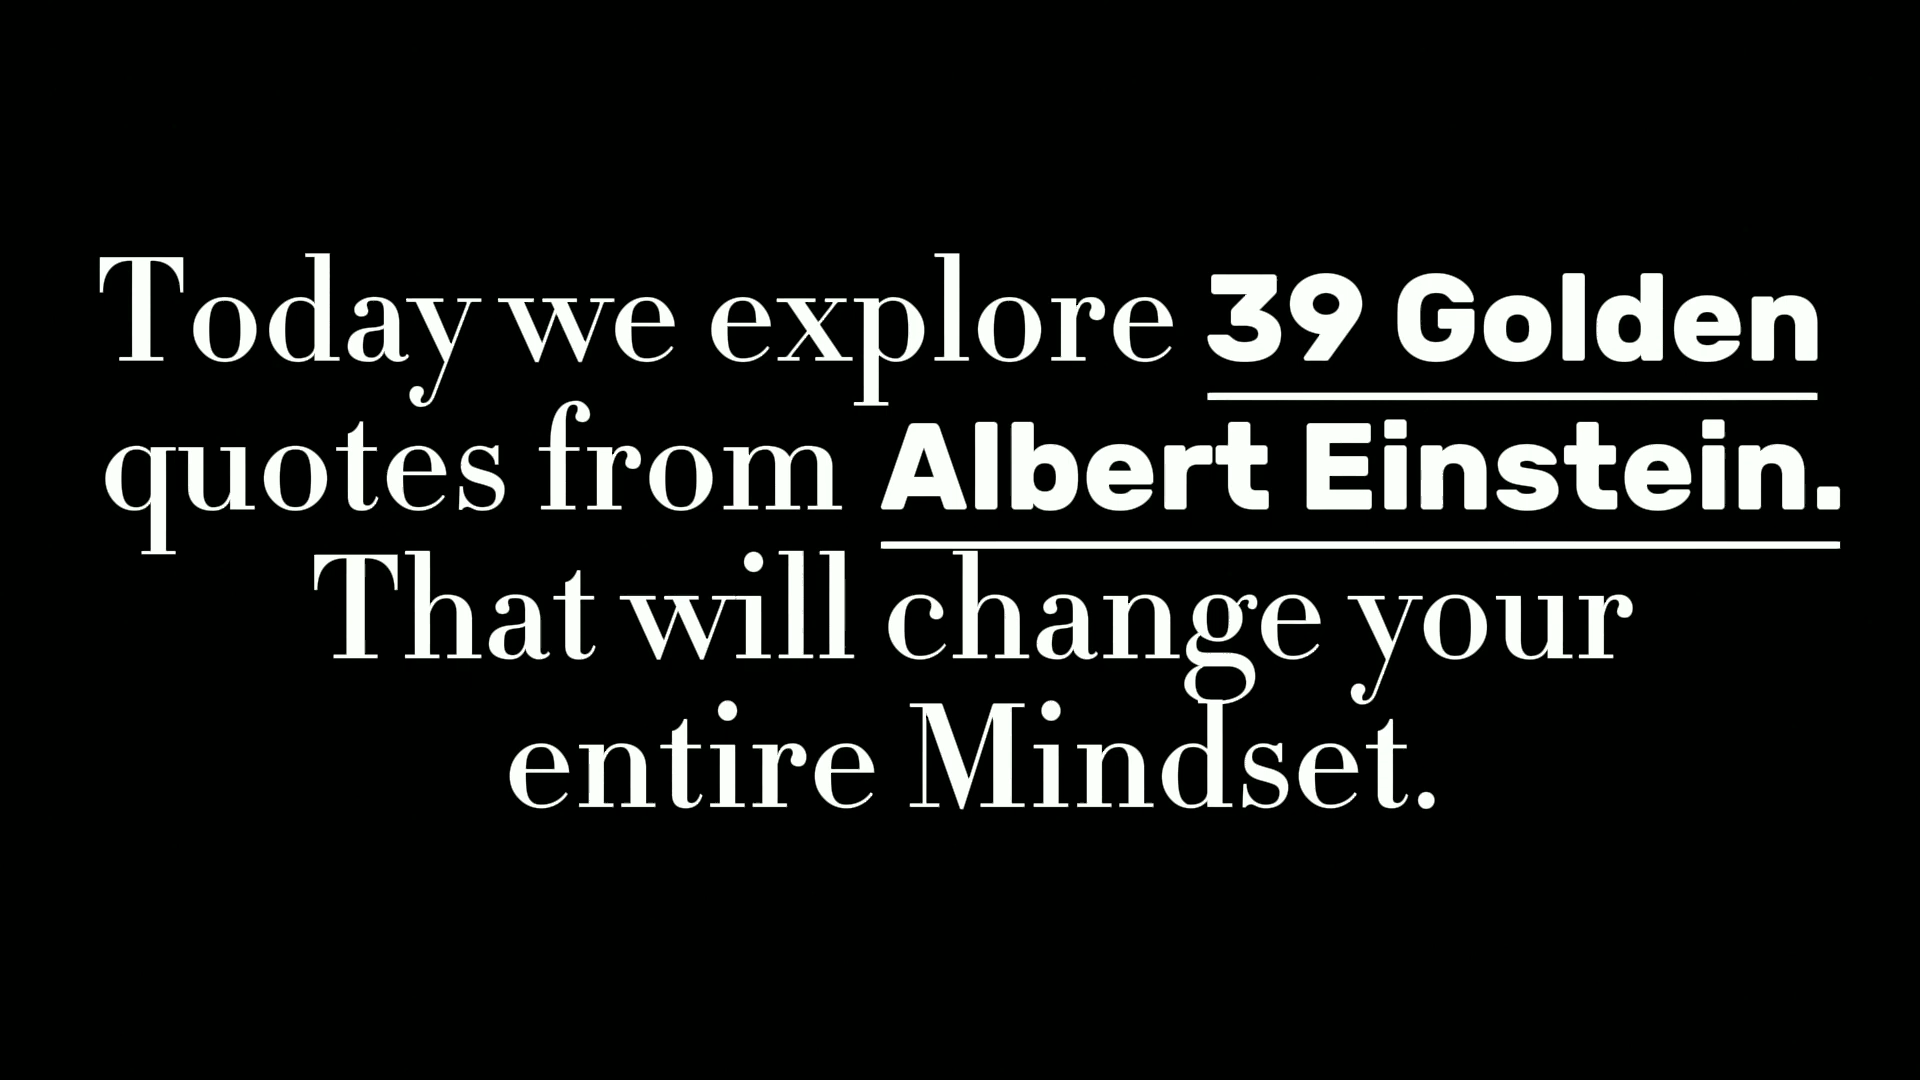 Today we explore 39 Golden
quotes from Albert Einstein.
That will change your
entire Mindset.